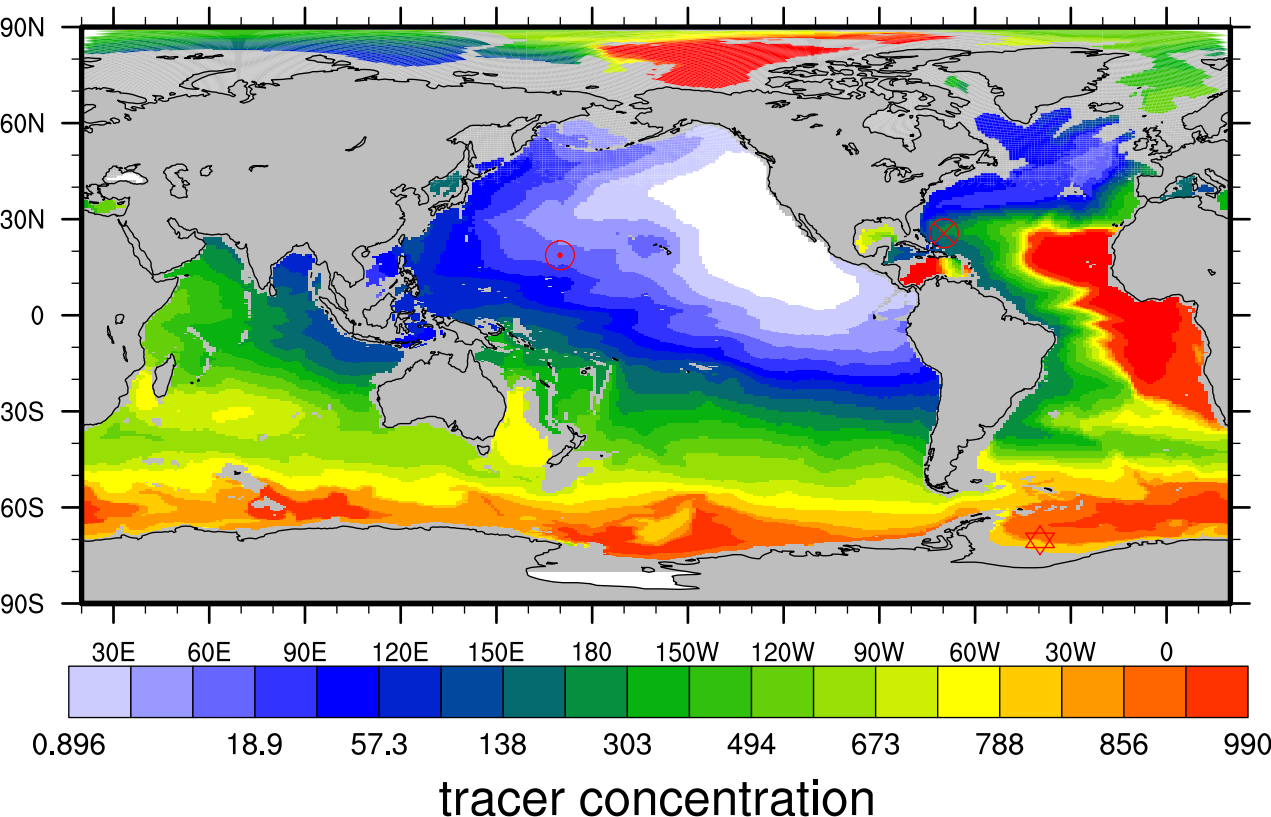 90N
60N
30N
0
30S
60S
90S
30E 60E 90E 120E 150E 180 150W 120W 90W 60W 30W 0
0.896 18.9 57.3 138 303 494 673 788 856 990
tracer concentration